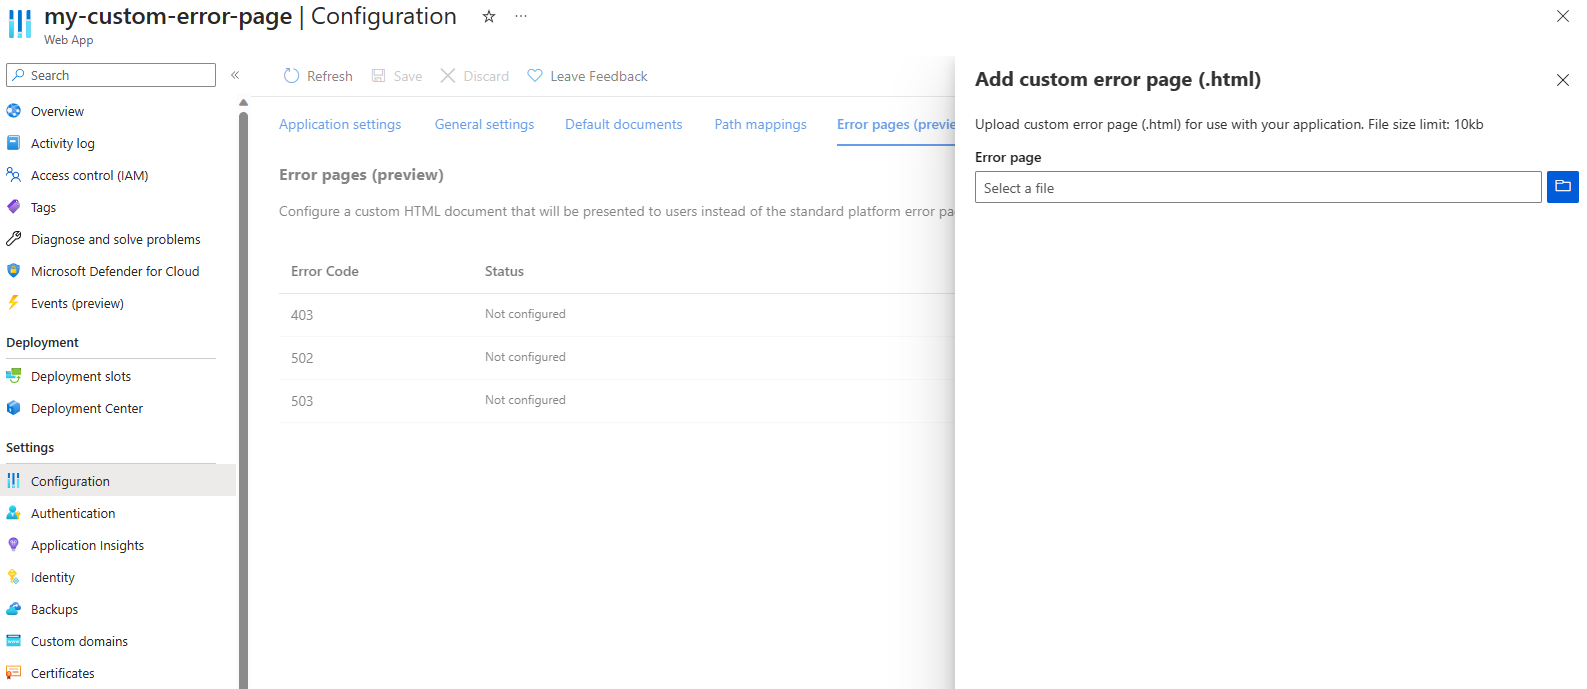 my-custom-error-page | Configuration
Web App
Search
Overview
Activity log
Access control (IAM)
Tags
Diagnose and solve problems
Microsoft Defender for Cloud
Events (preview)
Deployment
Deployment slots
Deployment Center
Settings
Configuration
Authentication
Application Insights
Identity
Backups
Custom domains
Certificates
Refresh Save Discard Leave Feedback
Application settings General settings Default documents Path mappings Error pages (previe
Error pages (preview)
Configure a custom HTML document that will be presented to users instead of the standard platform error pa
Error Code Status
403 Not configured
502 Not configured
503 Not configured
Add custom error page (.html)
Upload custom error page (.html) for use with your application. File size limit: 10kb
Error page
Select a file